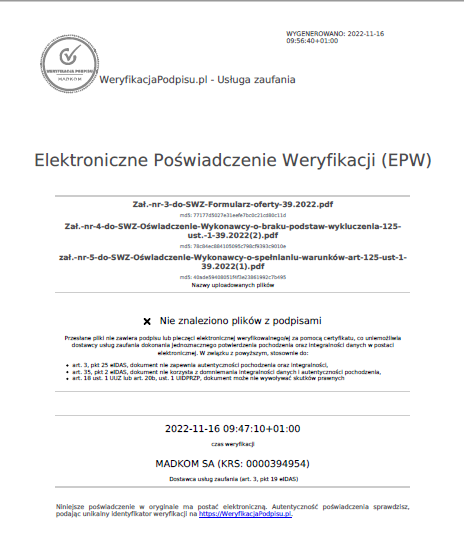 WYGENEROWANO: 2022-11-16
09:56:40+01:00
WERYFIKACJA PODPISU
MADKOM
WeryfikacjaPodpisu.pl - Usługa zaufania
Elektroniczne Poświadczenie Weryfikacji (EPW)
Zał.-nr-3-do-SWZ-Formularz-oferty-39.2022.pdf
Zał.-nr-4-do-SWZ-Oświadczenie-Wykonawcy-o-braku-podstaw-wykluczenia-125-
ust.-1-39.2022(2).pdf
zał.-nr-5-do-SWZ-Oświadczenie-Wykonawcy-o-spełnianiu-warunków-art-125-ust-1-
39.2022(1).pdf
Nazwy uploadowanych plików
Nie znaleziono plików z podpisami
Przesłane pliki nie zawiera podpisu lub pieczęci elektronicznej weryfikowalnego/ej za pomocą certyfikatu, co uniemożliwia
dostawcy usług zaufania dokonania jednoznacznego potwierdzenia pochodzenia oraz integralności danych w postaci
elektronicznej. W związku z powyższym, stosownie do:
• art. 3, pkt 25 eIDAS, dokument nie zapewnia autentyczności pochodzenia oraz integralności,
• art. 35, pkt 2 eIDAS, dokument nie korzysta z domniemania integralności danych i autentyczności pochodzenia,
• art. 18 ust. 1 UUZ lub art. 20b, ust. 1 UIDPRZP, dokument może nie wywoływać skutków prawnych
2022-11-16 09:47:10+01:00
czas weryfikacji
MADKOM SA (KRS: 0000394954)
Dostawca usług zaufania (art. 3, pkt 19 eIDAS)
Niniejsze poświadczenie w oryginale ma postać elektroniczną. Autentyczność poświadczenia sprawdzisz,
podając unikalny identyfikator weryfikacji na https://WeryfikacjaPodpisu.pl.